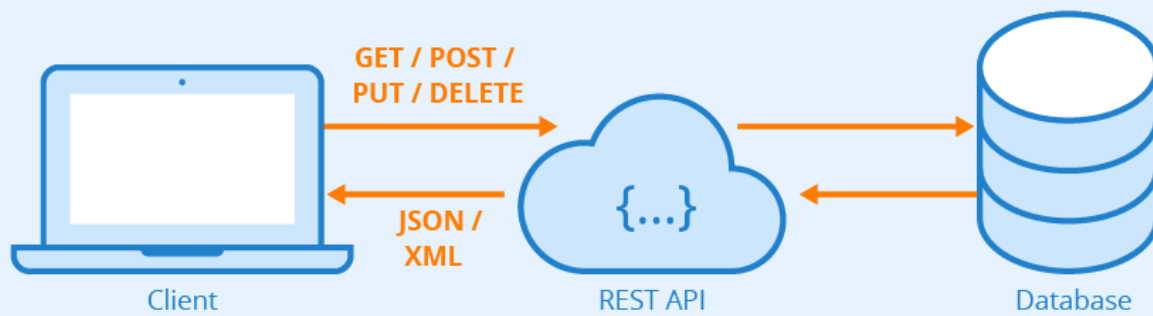 GET / POST /
PUT / DELETE
{...}
JSON /
XML
Client
REST API
Database